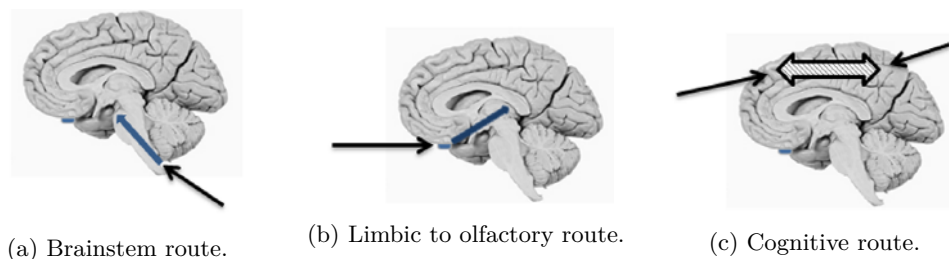 (a) Brainstem route.
(b) Limbic to olfactory route.
(c) Cognitive route.